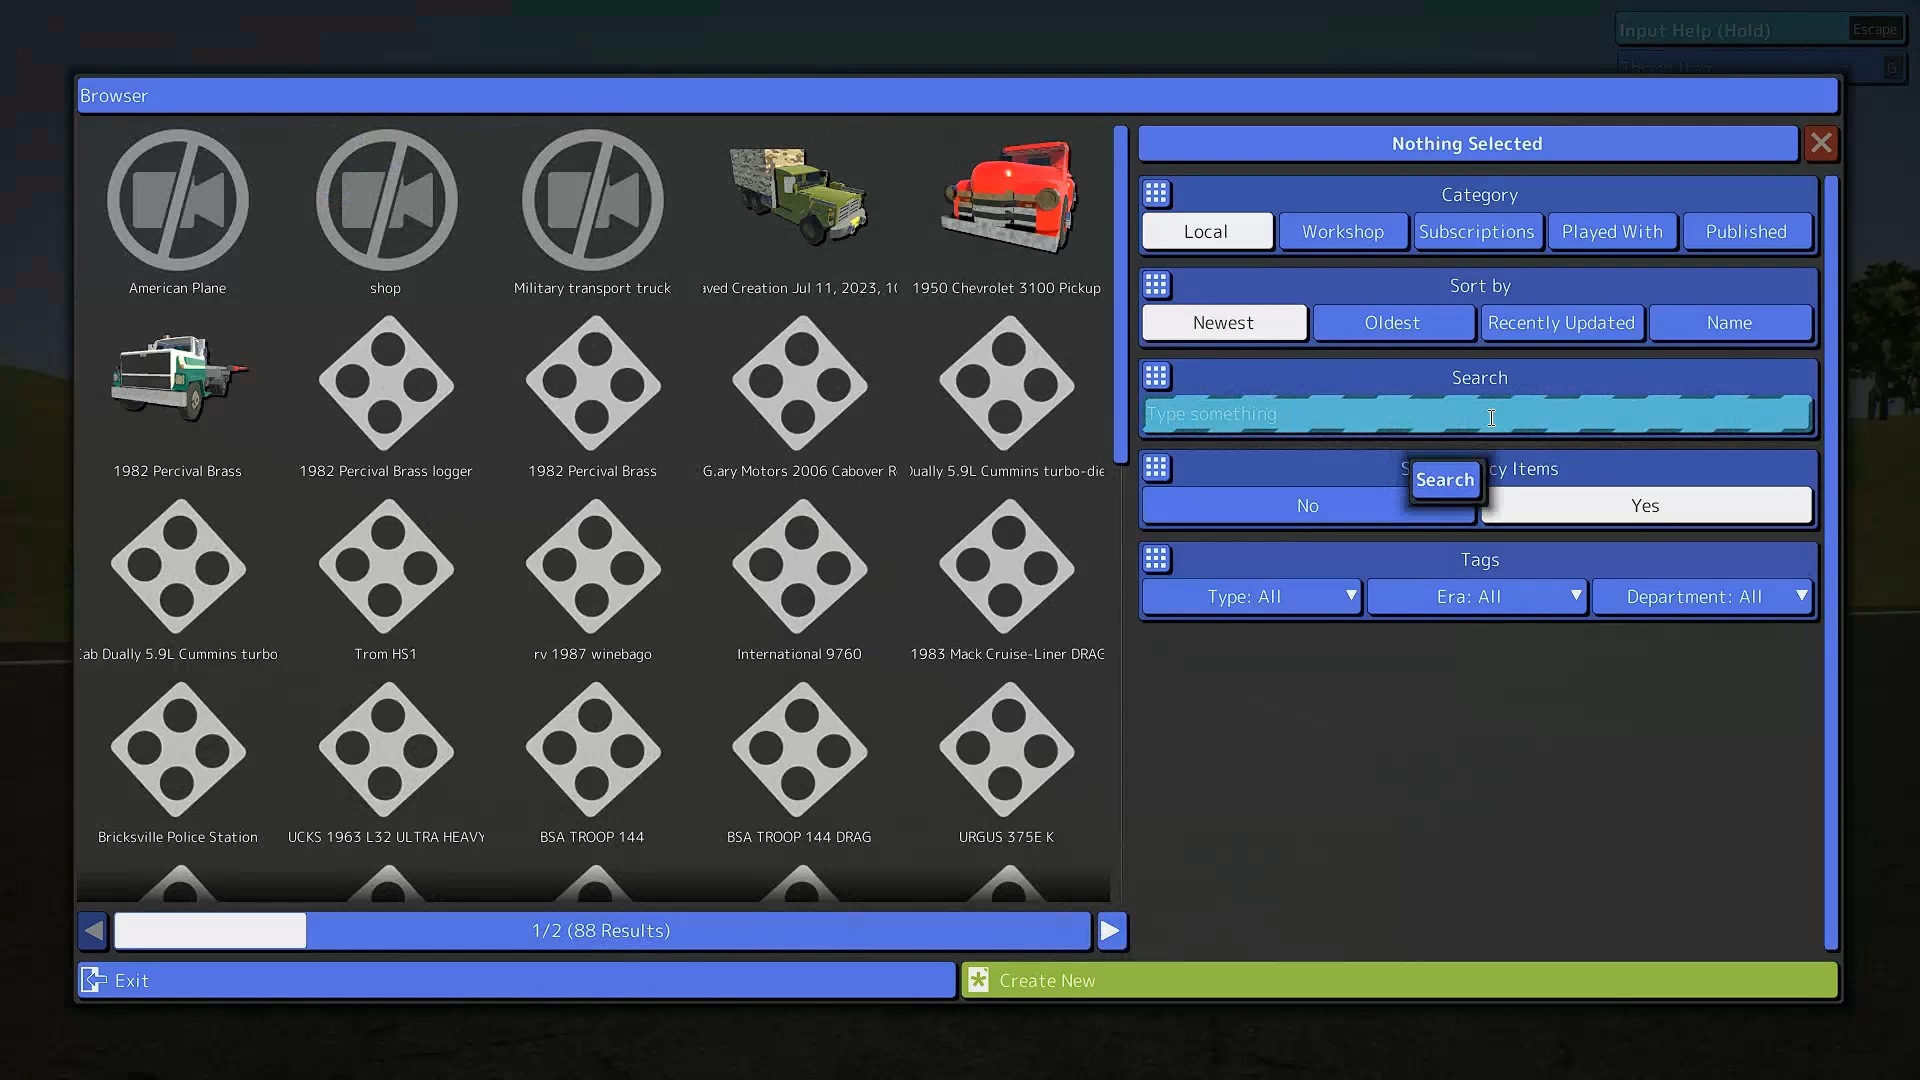 Input Help (Hold) Escape
G
Browser
Nothing Selected
Category
Local Workshop Subscriptions Played With Published
Sort by
Newest Oldest Recently Updated Name
Search
Type something
Search
cy Items
No Yes
Tags
Type: All Era: All Department: All
American Plane shop Military transport truck aved Creation Jul 11, 2023, 1( 1950 Chevrolet 3100 Pickup
1982 Percival Brass 1982 Percival Brass logger 1982 Percival Brass G.ary Motors 2006 Cabover R Dually 5.9L Cummins turbo-die
Cab Dually 5.9L Cummins turbo Trom HS1 rv 1987 winebago International 9760 1983 Mack Cruise-Liner DRAG
Bricksville Police Station UCKS 1963 L32 ULTRA HEAVY BSA TROOP 144 BSA TROOP 144 DRAG URGUS 375E K
1/2 (88 Results)
Exit Create New